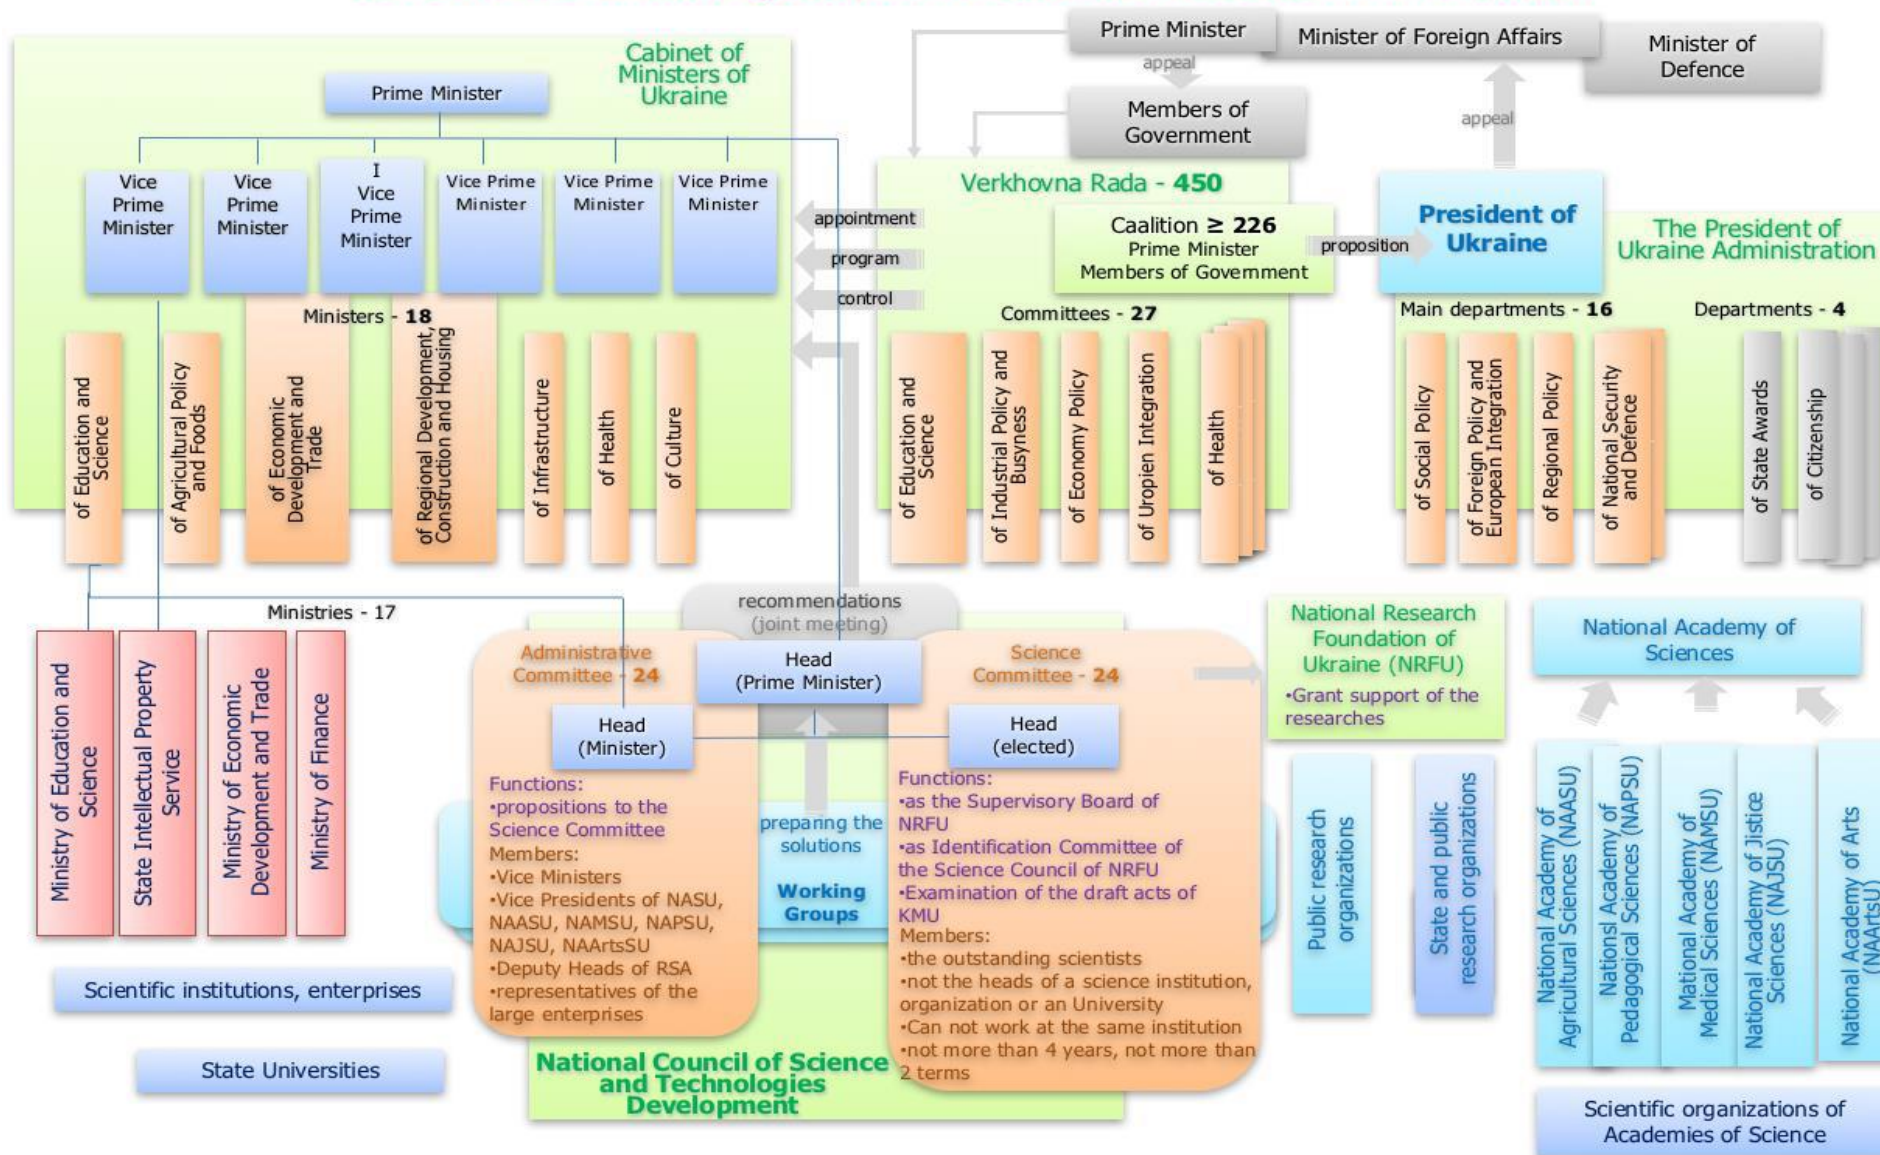 Prime Minister
Minister of Foreign Affairs
Minister of
Defence
appeal
Members of
Government
appeal
Cabinet of
Ministers of
Ukraine
Prime Minister
Vice
Prime
Minister
Vice
Prime
Minister
I
Vice
Prime
Minister
Vice Prime
Minister
Vice Prime
Minister
Vice Prime
Minister
Ministers - 18
of Education and
Science
of Agricultural Policy
and Foods
of Economic
Development and
Trade
of Regional Development,
Construction and Housing
of Infrastructure
of Health
of Culture
appointment
program
control
Verkhovna Rada - 450
Caalition ≥ 226
Prime Minister
Members of Government
proposition
Committees - 27
of Education and
Science
of Industrial Policy and
Busyness
of Economy Policy
of Uropien Integration
of Health
President of
Ukraine
The President of
Ukraine Administration
Main departments - 16
Departments - 4
of Social Policy
of Foreign Policy and
European Integration
of Regional Policy
of National Security
and Defence
of State Awards
of Citizenship
Ministries - 17
Ministry of Education and
Science
State Intellectual Property
Service
Ministry of Economic
Development and Trade
Ministry of Finance
Scientific institutions, enterprises
State Universities
recommendations
(joint meeting)
Head
(Prime Minister)
Administrative
Committee - 24
Head
(Minister)
Functions:
•propositions to the
Science Committee
Members:
•Vice Ministers
•Vice Presidents of NASU,
NAASU, NAMSU, NAPSU,
NAJSU, NAArtsSU
•Deputy Heads of RSA
•representatives of the
large enterprises
preparing the
solutions
Working
Groups
Science
Committee - 24
Head
(elected)
Functions:
•as the Supervisory Board of
NRFU
•as Identification Committee of
the Science Council of NRFU
•Examination of the draft acts of
KMU
Members:
•the outstanding scientists
•not the heads of a science institution,
organization or an University
•Can not work at the same institution
•not more than 4 years, not more than
2 terms
National Council of Science
and Technologies
Development
National Research
Foundation of
Ukraine (NRFU)
•Grant support of the
researches
Public research
organizations
State and public
research organizations
National Academy of
Sciences
National Academy of
Agricultural Sciences (NAASU)
Nationsl Academy of
Pedagogical Sciences (NAPSU)
Mational Academy of
Medical Sciences (NAMSU)
National Academy of Jistice
Sciences (NAJSU)
National Academy of Arts
(NAArtsU)
Scientific organizations of
Academies of Science